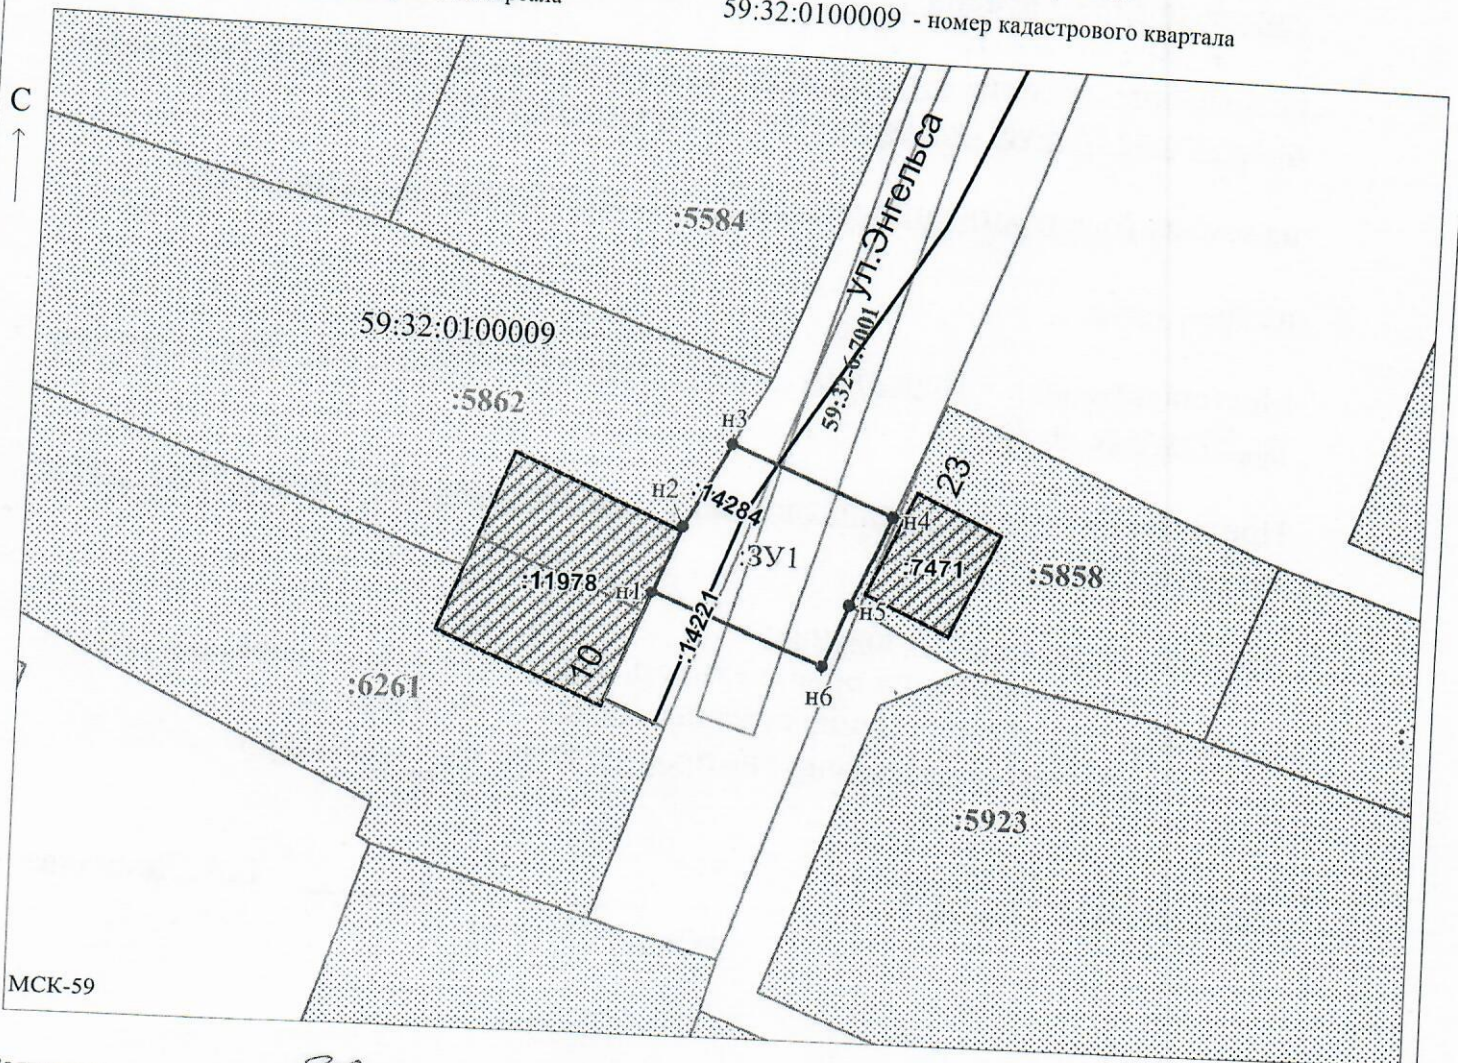 59:32:0100009 - номер кадастрового квартала
С
:5584
ул.Энгельса
59:32:0100009
59:32-6.7001
:5862
н3
23
н2
:14284
н4
:ЗУ1
:7471
:5858
:11978
н1
н5
:14221
10
:6261
н6
:5923
МСК-59